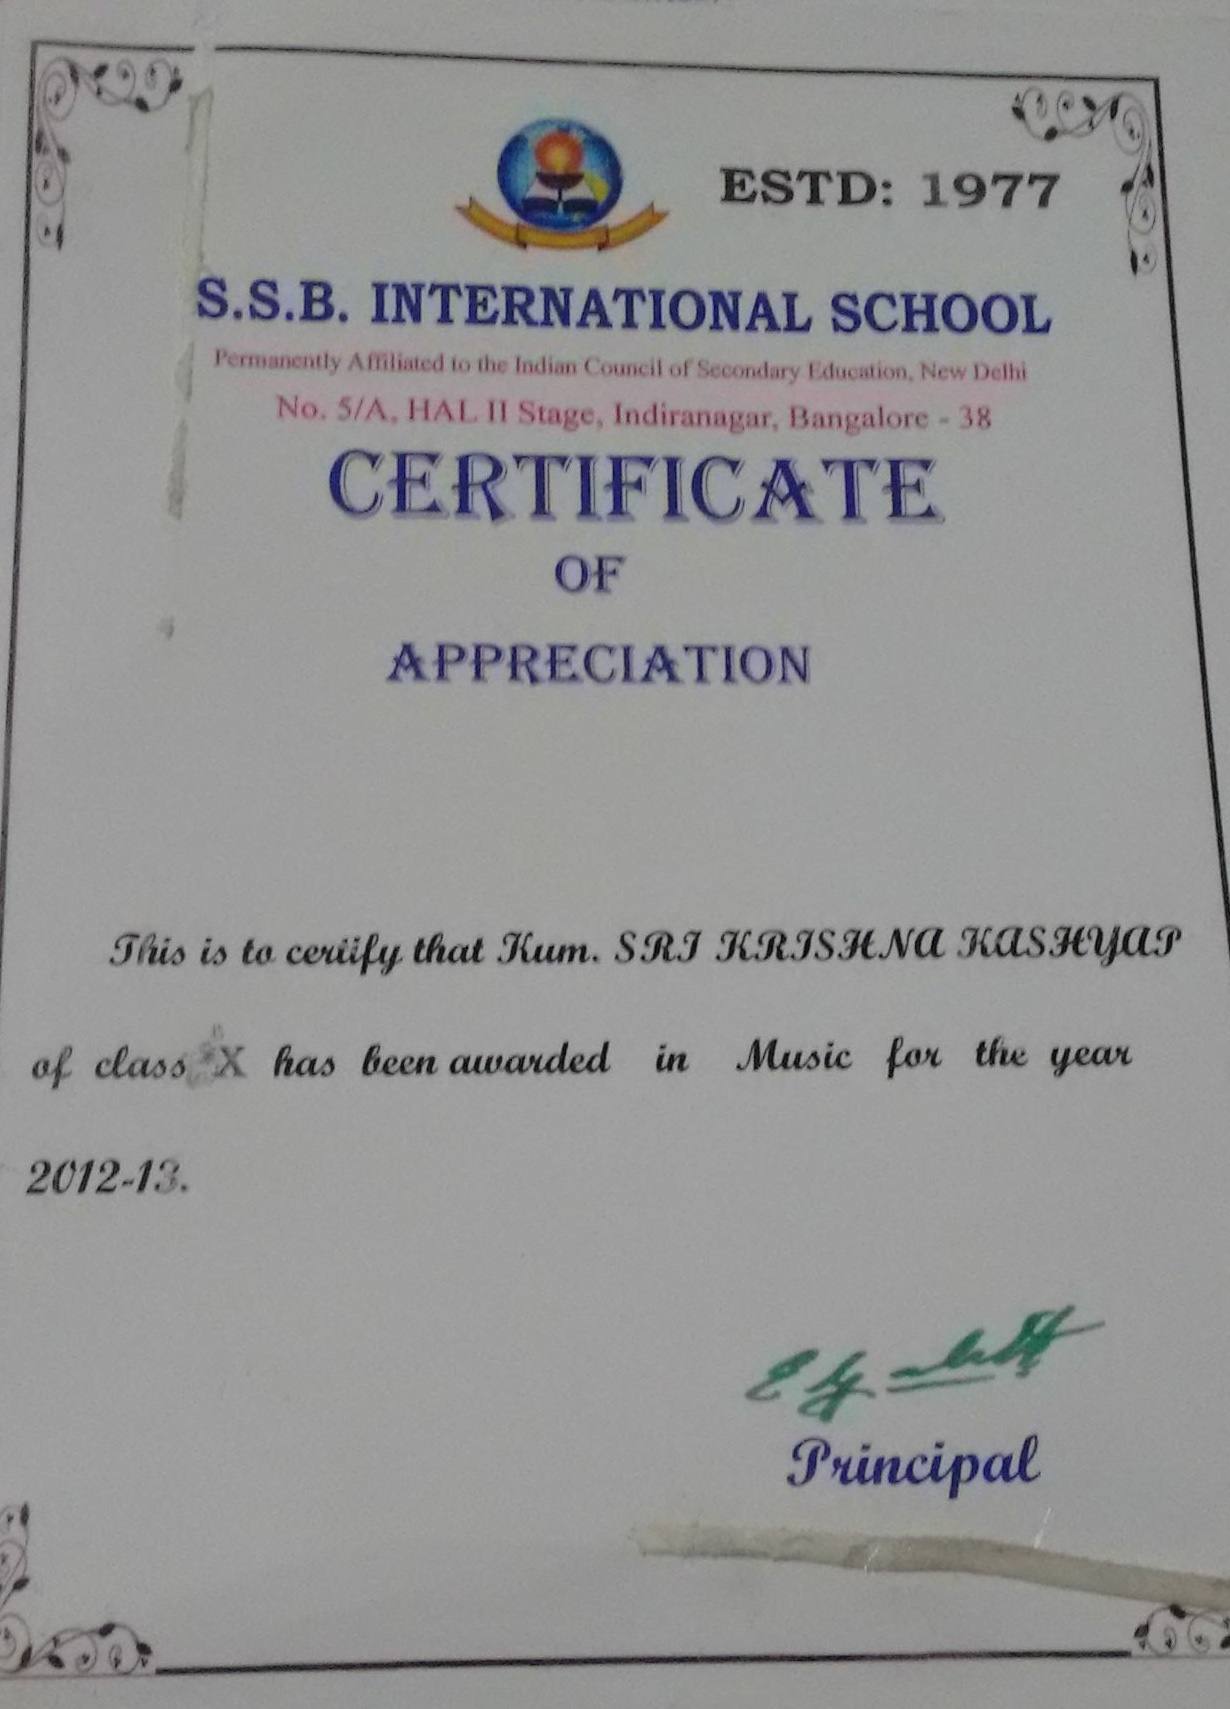 ESTD: 1977
S.S.B. INTERNATIONAL SCHOOL
Permanently Affiliated to the Indian Council of Secondary Education, New Delhi
No. 5/A, HAL II Stage, Indiranagar, Bangalore - 38
CERTIFICATE
OF
APPRECIATION
This is to certify that Kum. SRI KRISHNA KASHYAP
of class X has been awarded in Music for the year
2012-13.
Principal